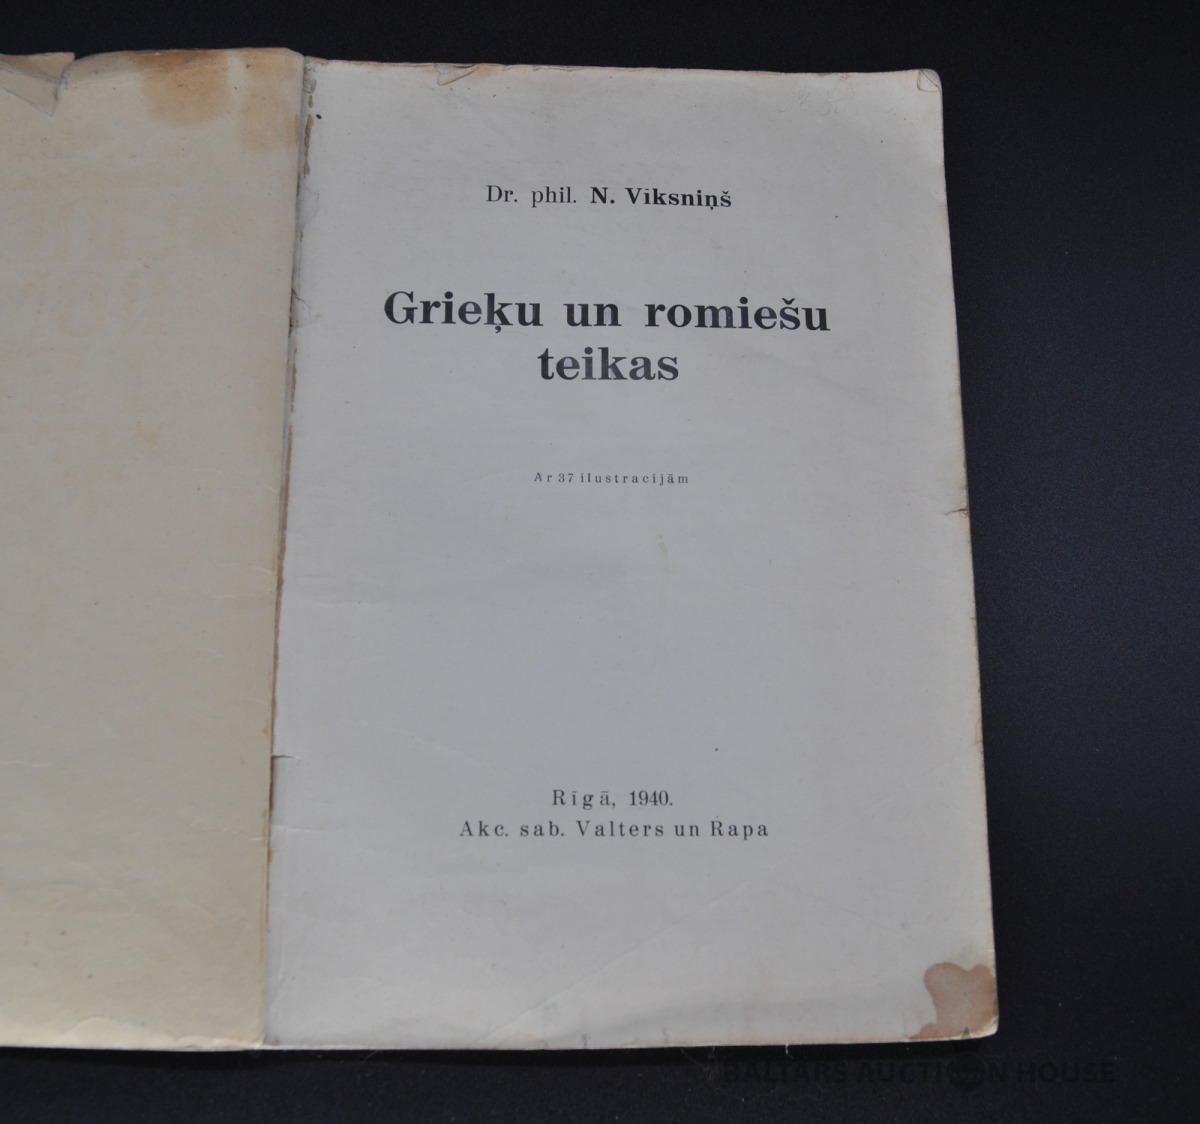 Dr. phil. N. Vīksniņš
Grieķu un romiešu
teikas
Ar 37 ilustracijām
Rīgā, 1940.
Akc. sab. Valters un Rapa
BALTARS AUCTION HOUSE